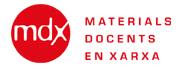 mdx
MATERIALS
DOCENTS
EN XARXA